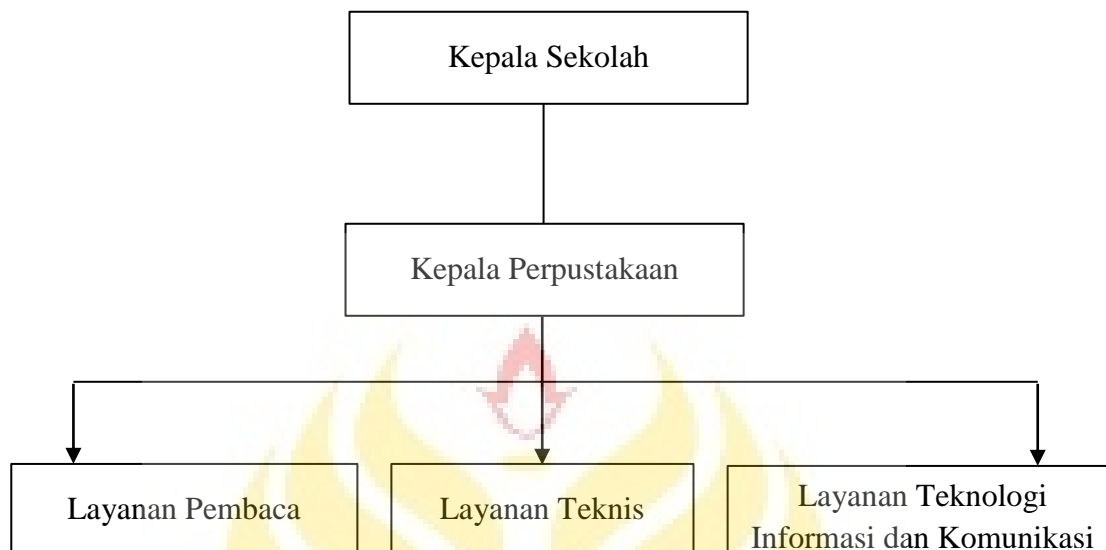 Kepala Sekolah
Kepala Perpustakaan
Layanan Pembaca
Layanan Teknis
Layanan Teknologi
Informasi dan Komunikasi